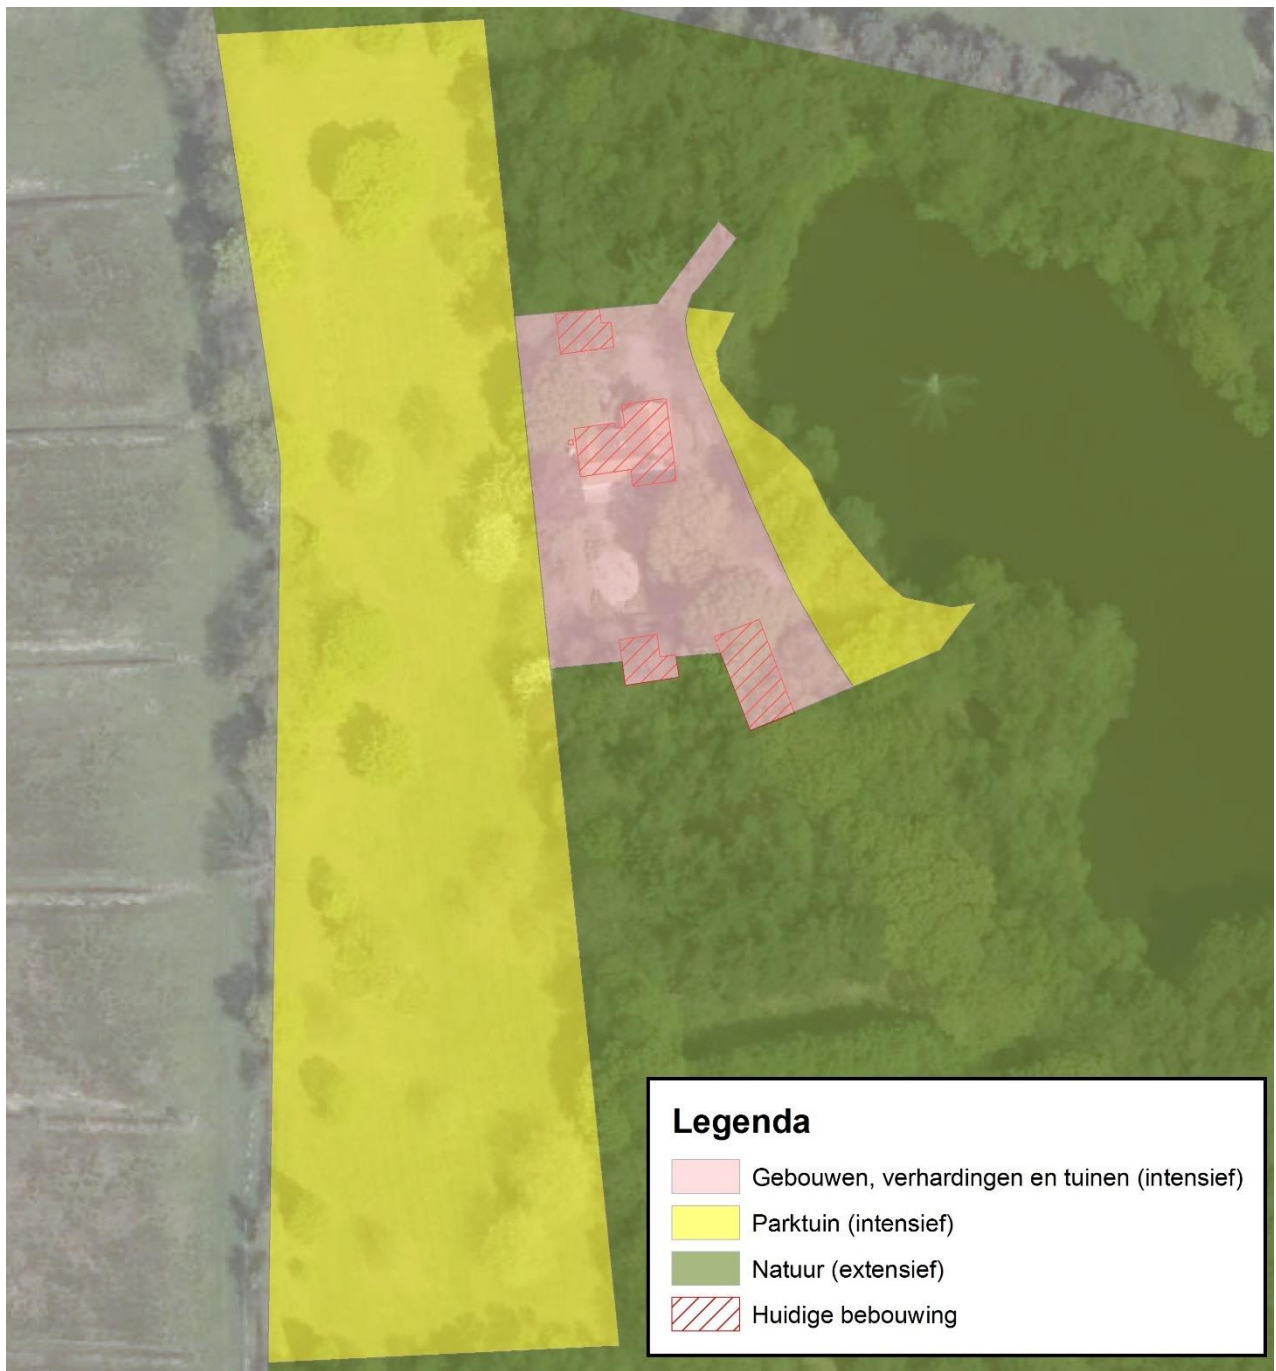 Legenda
Gebouwen, verhardingen en tuinen (intensief)
Parktuin (intensief)
Natuur (extensief)
Huidige bebouwing